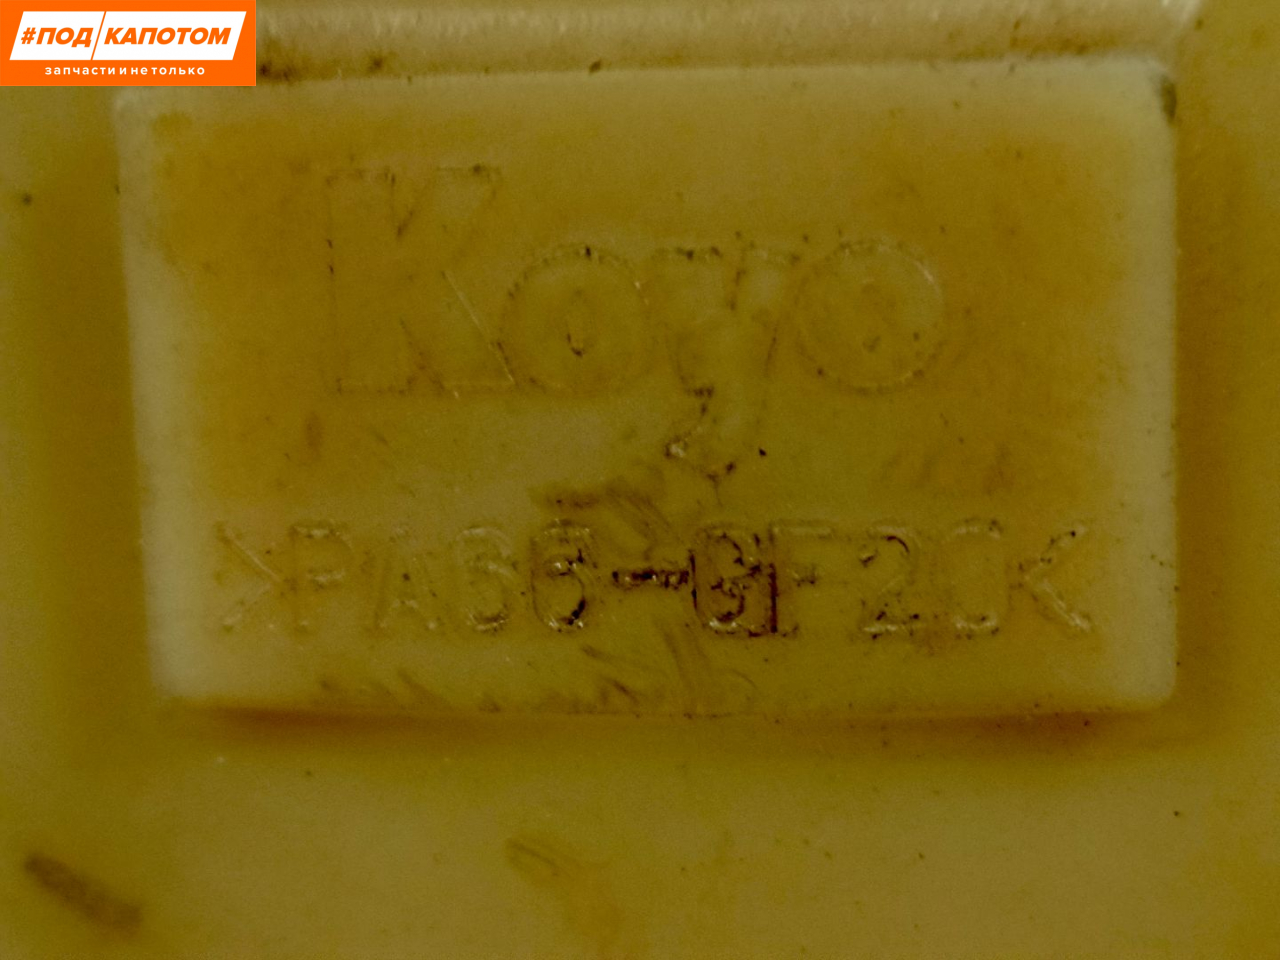 #ПОД КАПОТОМ
запчасти и не только
Koyo
>PA66-GF20<